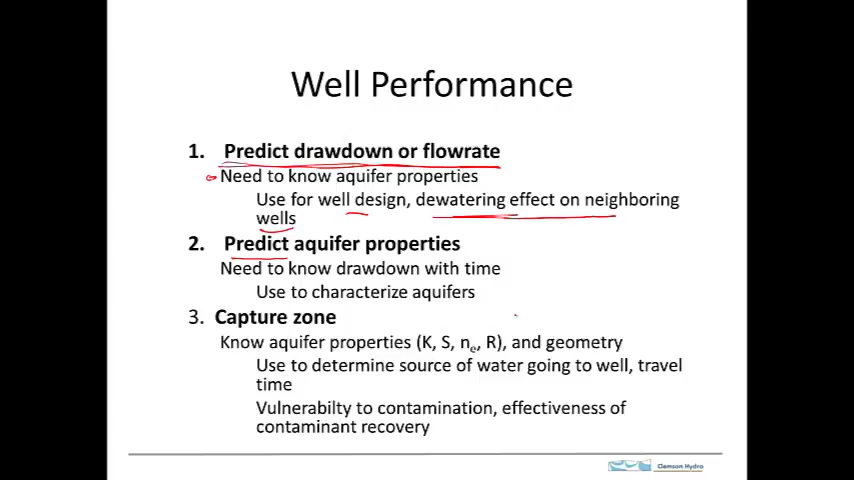 Well Performance
1. Predict drawdown or flowrate
Need to know aquifer properties
Use for well design, dewatering effect on neighboring
wells
2. Predict aquifer properties
Need to know drawdown with time
Use to characterize aquifers
3. Capture zone
Know aquifer properties (K, S, ne, R), and geometry
Use to determine source of water going to well, travel
time
Vulnerabilty to contamination, effectiveness of
contaminant recovery
Clemson Hydro